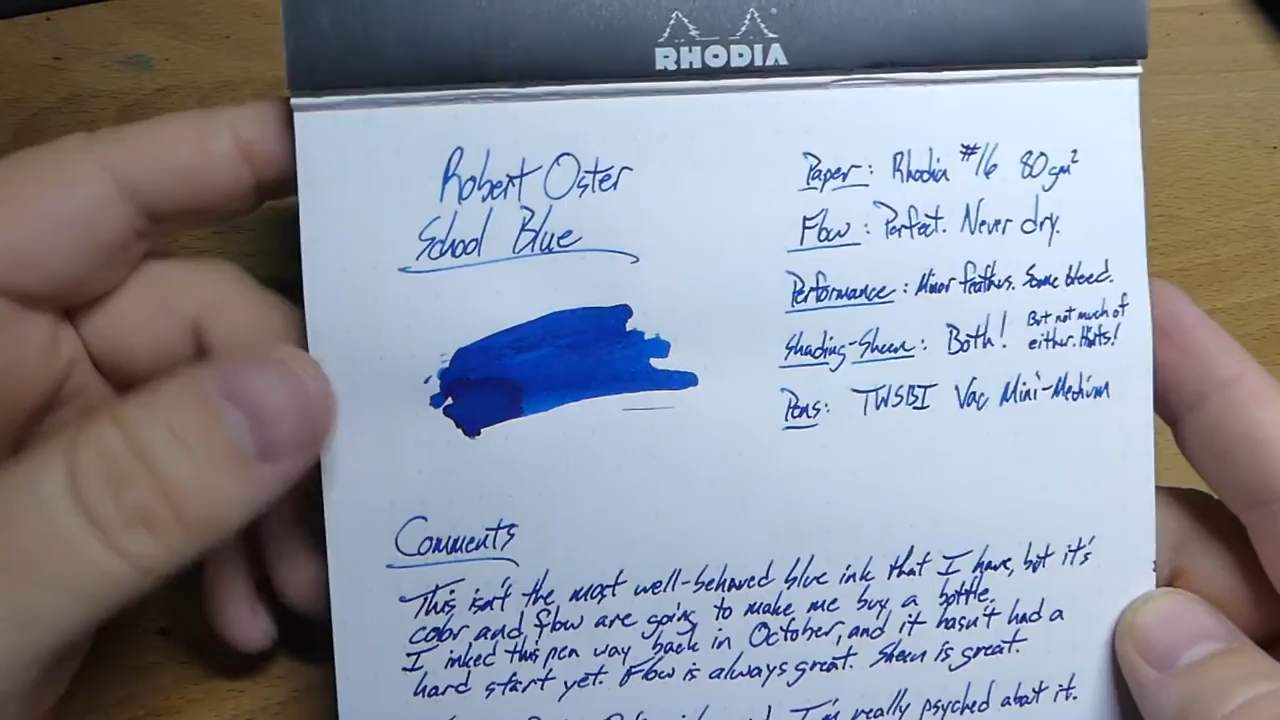 RHODIA
Robert Oster
School Blue
Paper: Rhodia #16 80gm²
Flow: Perfect. Never dry.
Performance: Minor feathers. Some bleed.
Shading-Sheen: Both! But not much of
either. Hints!
Pens: TWSBI Vac Mini-Medium
Comments
This isn't the most well-behaved blue ink that I have, but it's
color and flow are going to make me buy a bottle.
I inked this pen way back in October, and it hasn't had a
hard start yet. Flow is always great. Sheen is great.
I'm really psyched about it.